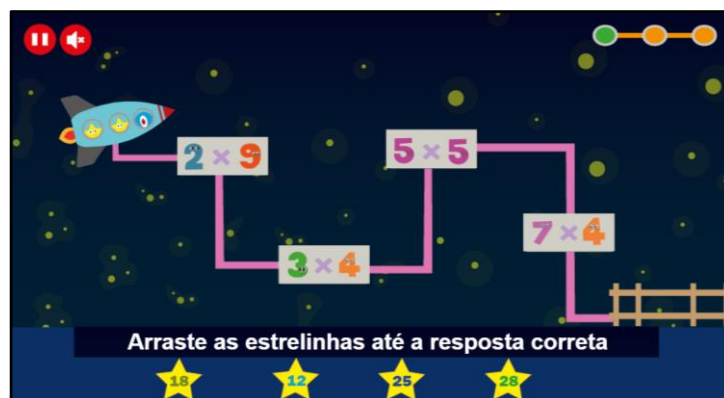 2 × 9
5 × 5
7 × 4
3 × 4
Arraste as estrelinhas até a resposta correta
18
12
25
28